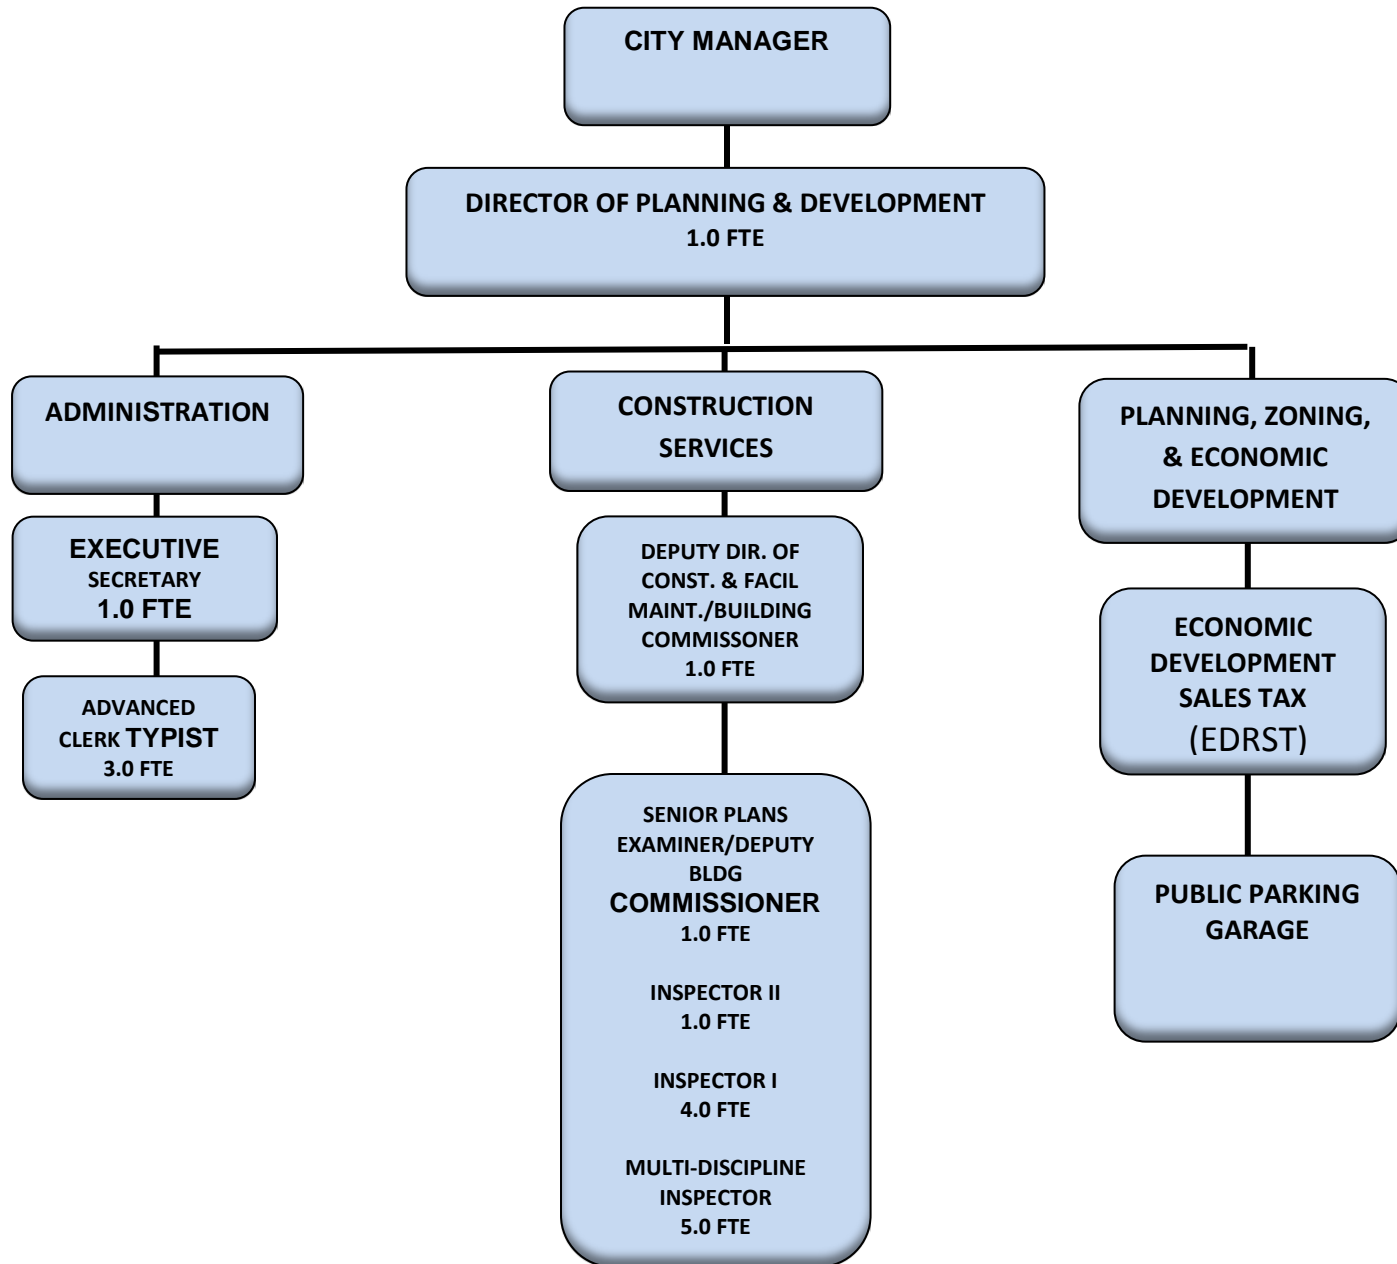 CITY MANAGER
DIRECTOR OF PLANNING & DEVELOPMENT
1.0 FTE
ADMINISTRATION
EXECUTIVE
SECRETARY
1.0 FTE
ADVANCED
CLERK TYPIST
3.0 FTE
CONSTRUCTION
SERVICES
DEPUTY DIR. OF
CONST. & FACIL
MAINT./BUILDING
COMMISSONER
1.0 FTE
SENIOR PLANS
EXAMINER/DEPUTY
BLDG
COMMISSIONER
1.0 FTE
INSPECTOR II
1.0 FTE
INSPECTOR I
4.0 FTE
MULTI-DISCIPLINE
INSPECTOR
5.0 FTE
PLANNING, ZONING,
& ECONOMIC
DEVELOPMENT
ECONOMIC
DEVELOPMENT
SALES TAX
(EDRST)
PUBLIC PARKING
GARAGE